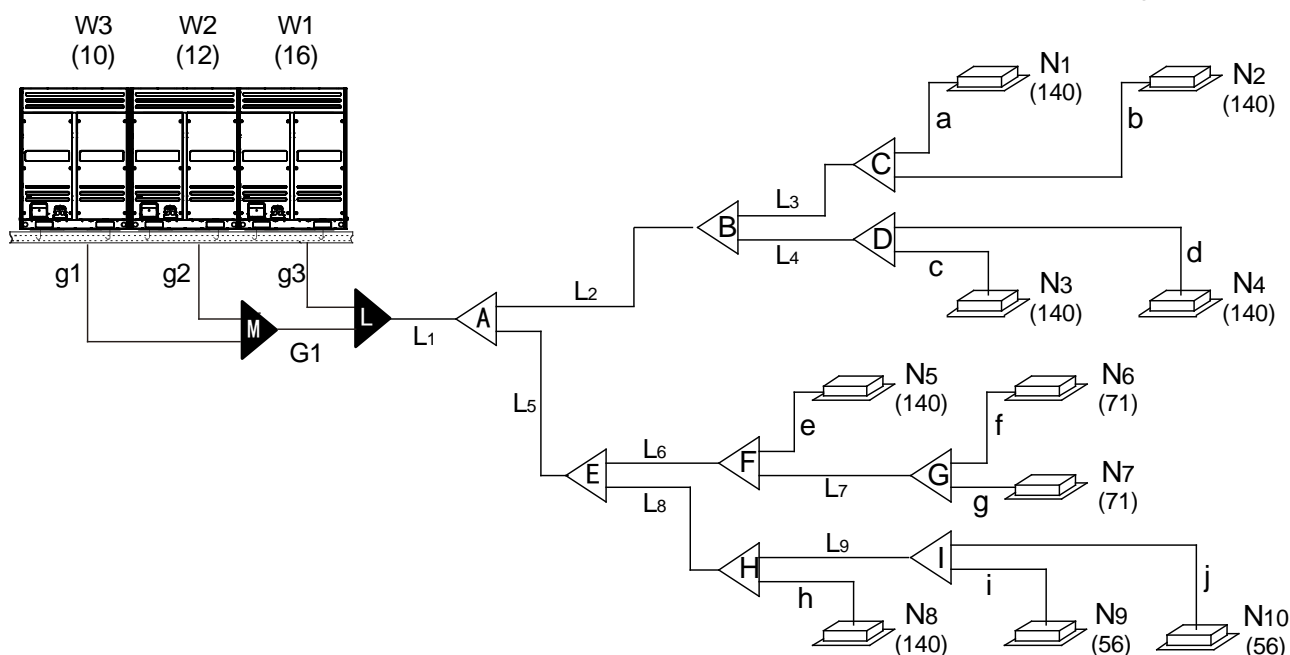 W3 W2 W1
(10) (12) (16)
N1
(140)
N2
(140)
a
b
C
L3
B
L4
D
d
c
g1
g2
g3
L2
N3
(140)
N4
(140)
M
L
A
G1
L1
N5
(140)
N6
(71)
L5
e
f
L6
F
E
L7
G
N7
(71)
g
L8
L9
I
H
h
i
j
N8
(140)
N9
(56)
N10
(56)